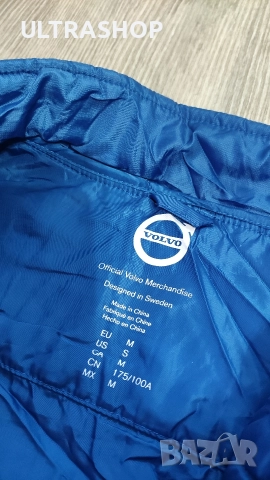 ULTRASHOP
VOLVO
Official Volvo Merchandise
Designed in Sweden
Made in China
Fabriqué en Chine
Hecho en China
EU M
US S
CA M
CN 175/100A
MX M
BAZAR